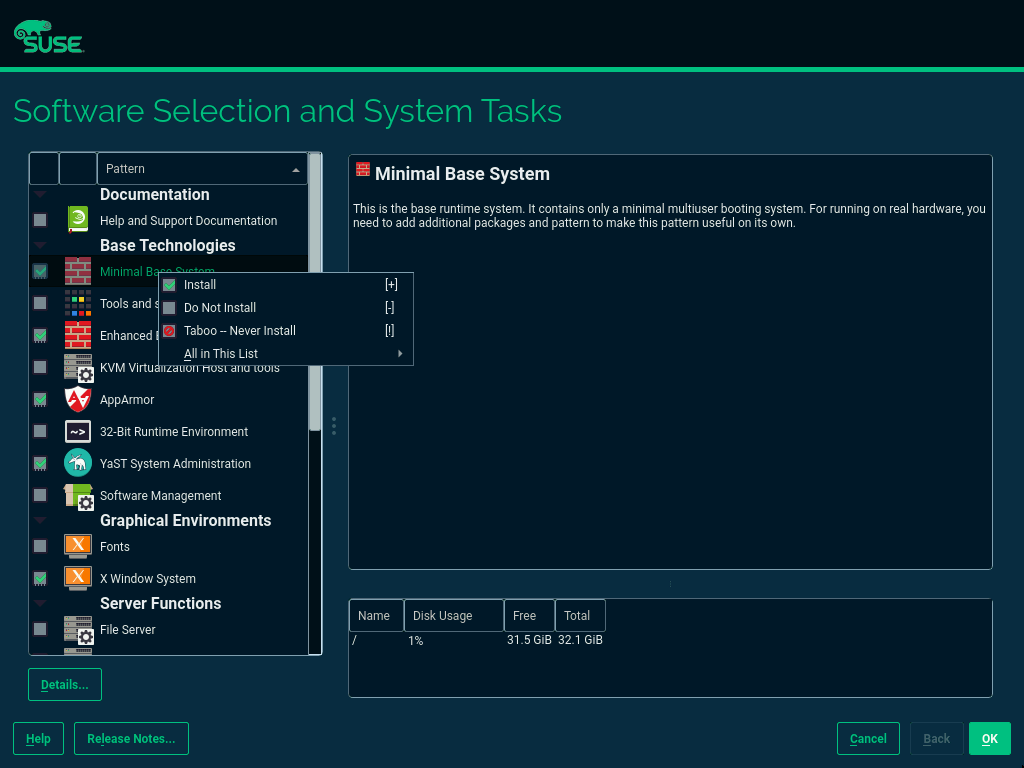 SUSE
Software Selection and System Tasks
Pattern
Documentation
Help and Support Documentation
Base Technologies
Minimal Base System
Tools and s
Enhanced
KVM Virtualization Host and tools
AppArmor
32-Bit Runtime Environment
YaST System Administration
Software Management
Graphical Environments
Fonts
X Window System
Server Functions
File Server
Install [+]
Do Not Install [-]
Taboo -- Never Install [!]
All in This List
Minimal Base System
This is the base runtime system. It contains only a minimal multiuser booting system. For running on real hardware, you
need to add additional packages and pattern to make this pattern useful on its own.
Name Disk Usage Free Total
/ 1% 31.5 GiB 32.1 GiB
Details...
Help
Release Notes...
Cancel
Back
OK